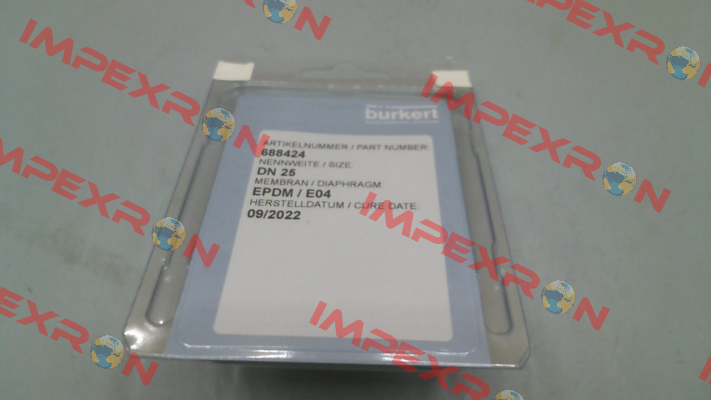 burkert
ARTIKELNUMMER / PART NUMBER:
688424
NENNWEITE / SIZE:
DN 25
MEMBRAN / DIAPHRAGM:
EPDM / E04
HERSTELLDATUM / CURE DATE:
09/2022
IMPEXRON
IMPEXRON
IMPEXRON
IMPEXRON
IMPEXRON
IMPEXRON
IMPEXRON